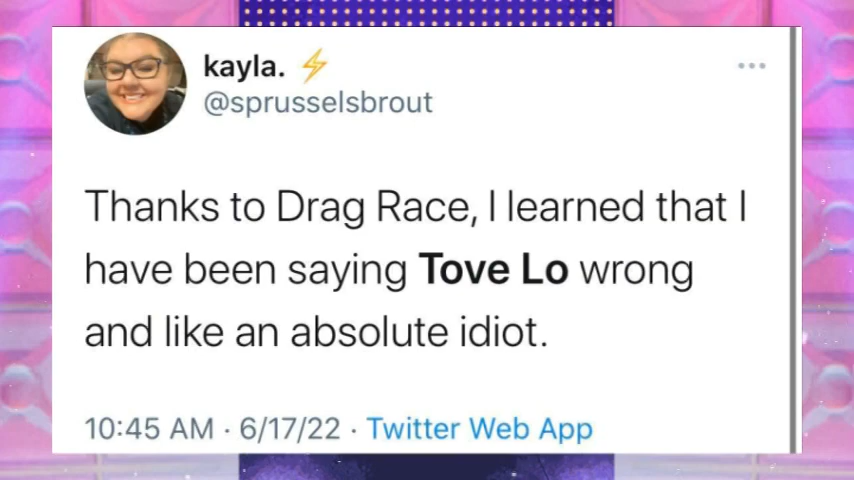 kayla. ⚡
@sprusselsbrout
Thanks to Drag Race, I learned that I
have been saying Tove Lo wrong
and like an absolute idiot.
10:45 AM · 6/17/22 · Twitter Web App